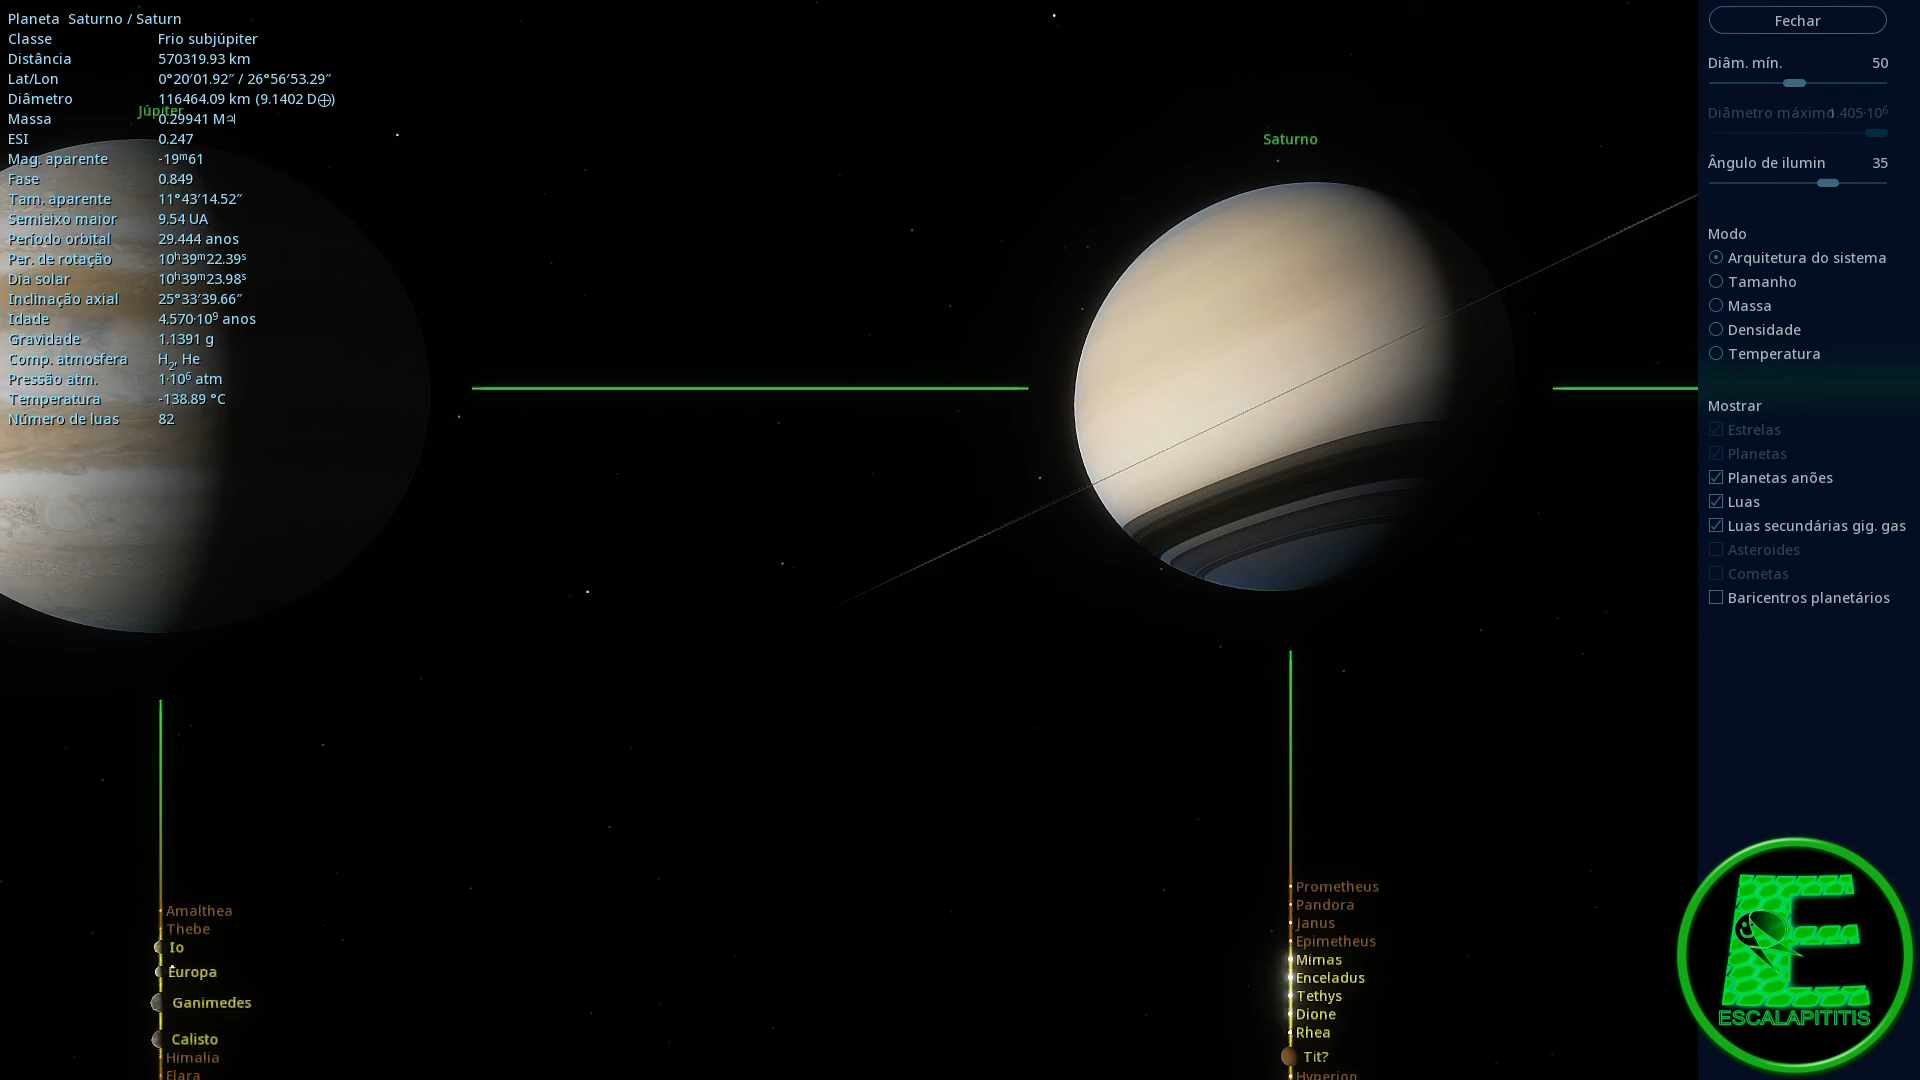 Planeta Saturno / Saturn
Classe Frio subjúpiter
Distância 570319.93 km
Lat/Lon 0°20′01.92″ / 26°56′53.29″
Diâmetro 116464.09 km (9.1402 D⊕)
Júpiter
Massa 0.29941 M♃
ESI 0.247
Mag. aparente -19ᵐ61
Fase 0.849
Tam. aparente 11°43′14.52″
Semieixo maior 9.54 UA
Período orbital 29.444 anos
Per. de rotação 10ʰ39ᵐ22.39ˢ
Dia solar 10ʰ39ᵐ23.98ˢ
Inclinação axial 25°33′39.66″
Idade 4.570·10⁹ anos
Gravidade 1.1391 g
Comp. atmosfera H₂, He
Pressão atm. 1·10⁶ atm
Temperatura -138.89 °C
Número de luas 82
Saturno
Amalthea
Thebe
Io
Europa
Ganimedes
Calisto
Himalia
Elara
Prometheus
Pandora
Janus
Epimetheus
Mimas
Enceladus
Tethys
Dione
Rhea
Tit?
Hyperion
Fechar
Diâm. mín. 50
Diâmetro máximo 1.405·10⁶
Ângulo de ilumin 35
Modo
Arquitetura do sistema
Tamanho
Massa
Densidade
Temperatura
Mostrar
Estrelas
Planetas
Planetas anões
Luas
Luas secundárias gig. gas
Asteroides
Cometas
Baricentros planetários
E
ESCALAPITITIS